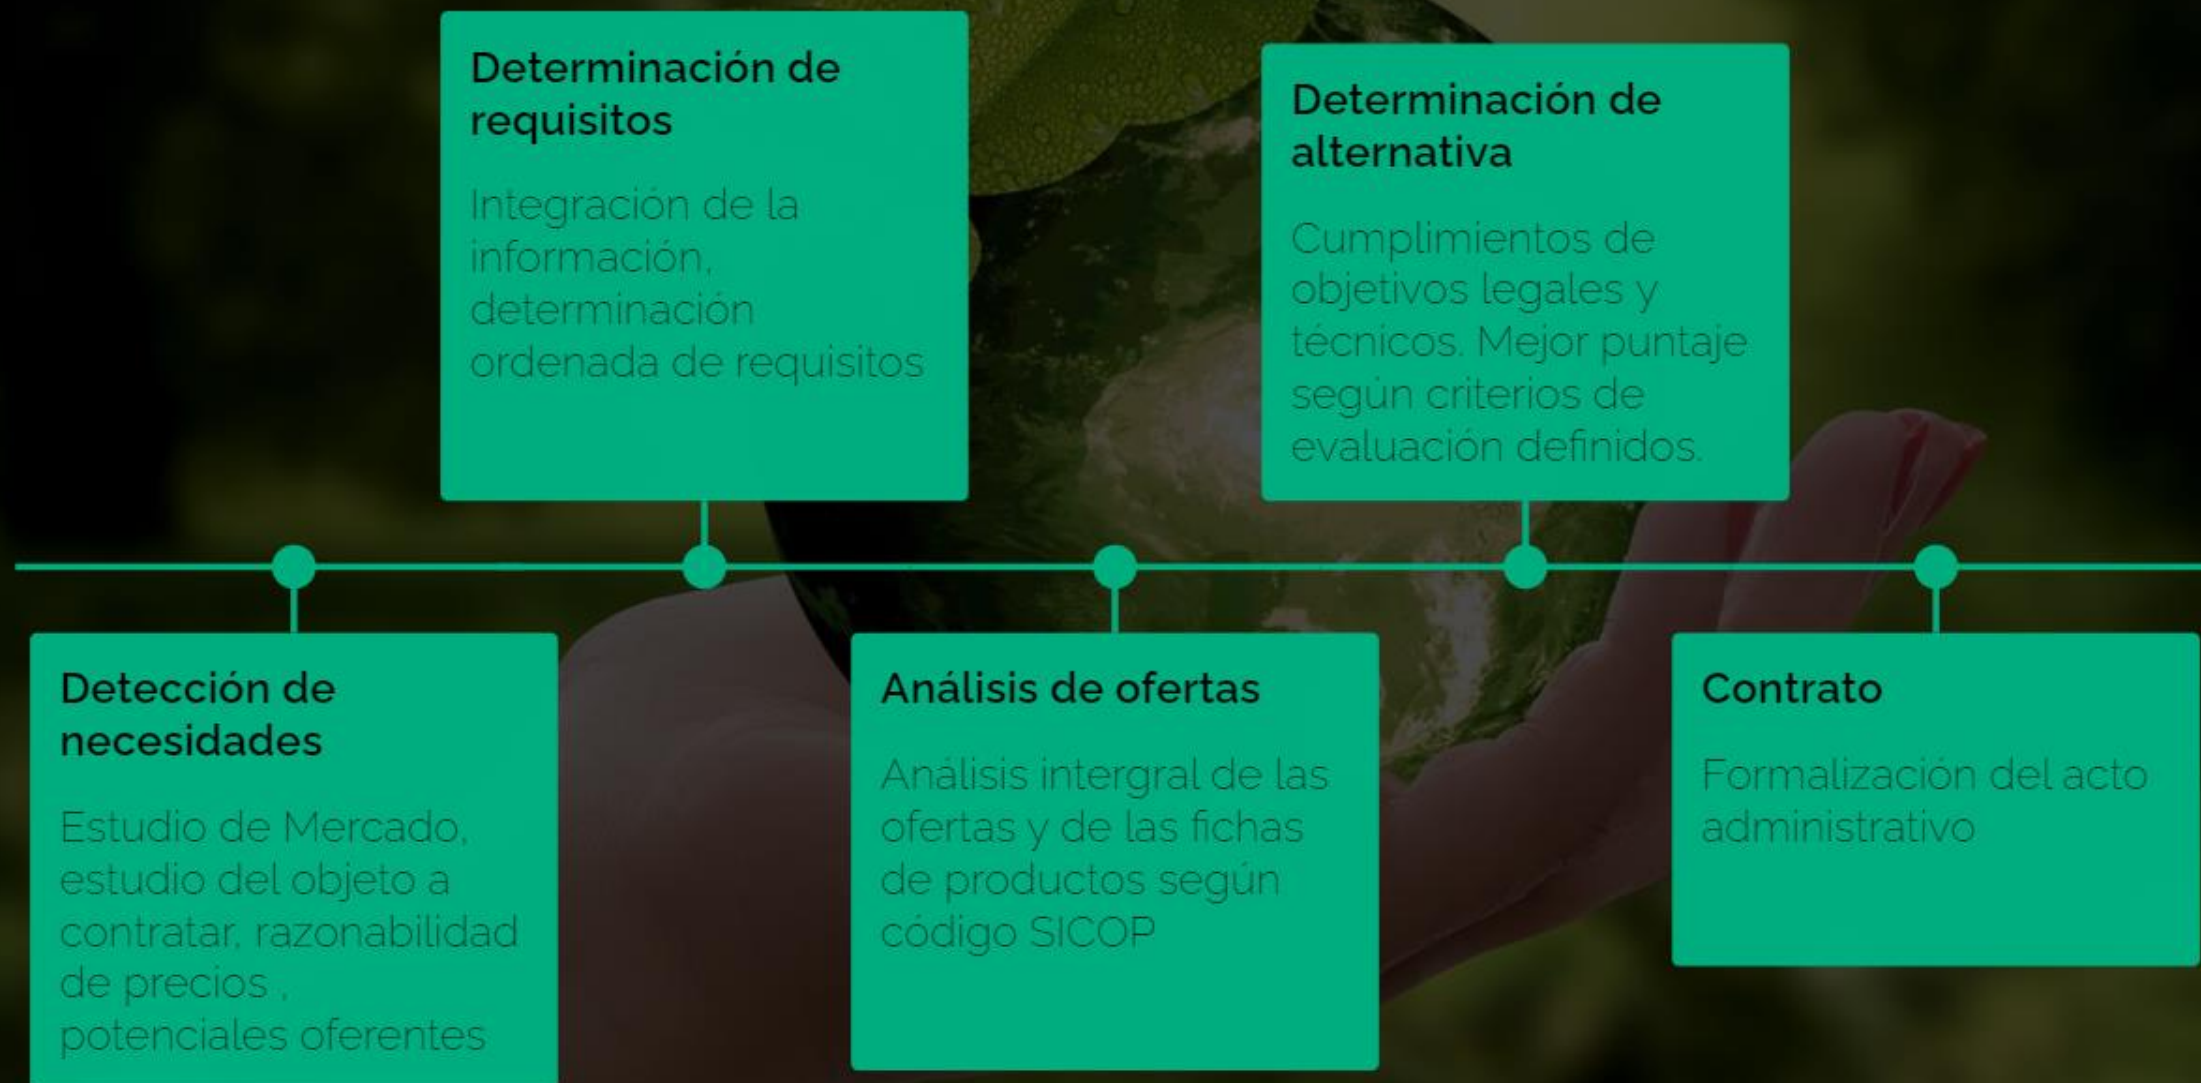 Detección de
necesidades
Estudio de Mercado,
estudio del objeto a
contratar, razonabilidad
de precios ,
potenciales oferentes
Determinación de
requisitos
Integración de la
información,
determinación
ordenada de requisitos
Análisis de ofertas
Análisis intergral de las
ofertas y de las fichas
de productos según
código SICOP
Determinación de
alternativa
Cumplimientos de
objetivos legales y
técnicos. Mejor puntaje
según criterios de
evaluación definidos.
Contrato
Formalización del acto
administrativo